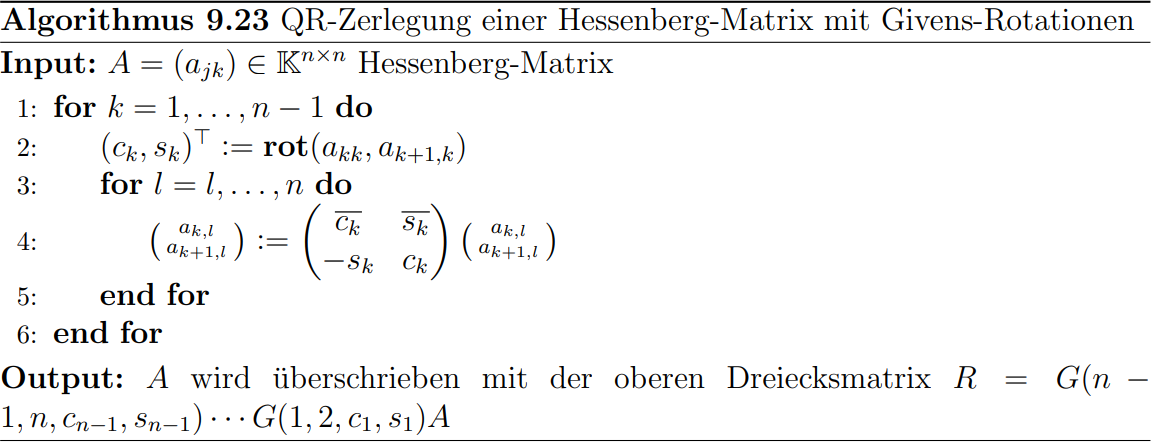 Algorithmus 9.23 QR-Zerlegung einer Hessenberg-Matrix mit Givens-Rotationen
Input: $A = (a_{jk}) \in \mathbb{K}^{n \times n}$ Hessenberg-Matrix
1: for $k = 1, \ldots, n - 1$ do
2: $(c_k, s_k)^\top := \mathbf{rot}(a_{kk}, a_{k+1,k})$
3: for $l = l, \ldots, n$ do
4: $\binom{a_{k,l}}{a_{k+1,l}} := \begin{pmatrix} \overline{c_k} & \overline{s_k} \\ -s_k & c_k \end{pmatrix} \binom{a_{k,l}}{a_{k+1,l}}$
5: end for
6: end for
Output: $A$ wird überschrieben mit der oberen Dreiecksmatrix $R = G(n -$
$1, n, c_{n-1}, s_{n-1}) \cdots G(1, 2, c_1, s_1)A$